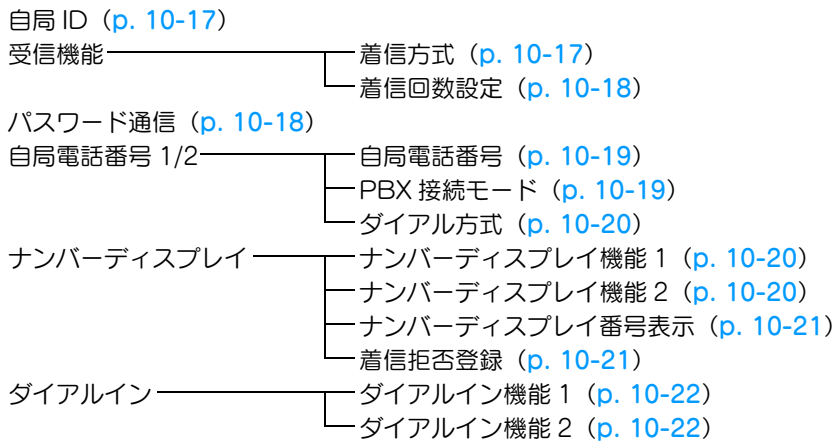 自局 ID（p. 10-17）
受信機能 着信方式（p. 10-17）
着信回数設定（p. 10-18）
パスワード通信（p. 10-18）
自局電話番号 1/2 自局電話番号（p. 10-19）
PBX 接続モード（p. 10-19）
ダイアル方式（p. 10-20）
ナンバーディスプレイ ナンバーディスプレイ機能 1（p. 10-20）
ナンバーディスプレイ機能 2（p. 10-20）
ナンバーディスプレイ番号表示（p. 10-21）
着信拒否登録（p. 10-21）
ダイアルイン ダイアルイン機能 1（p. 10-22）
ダイアルイン機能 2（p. 10-22）